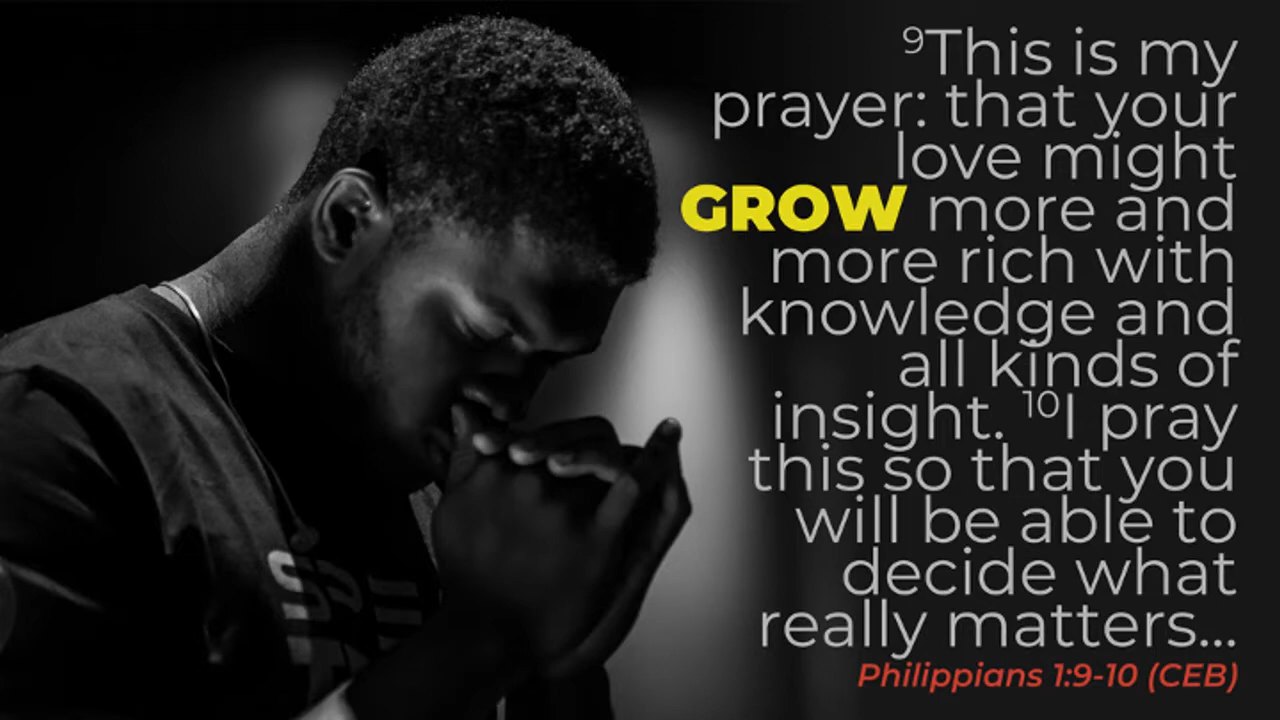 ⁹This is my
prayer: that your
love might
GROW more and
more rich with
knowledge and
all kinds of
insight. ¹⁰I pray
this so that you
will be able to
decide what
really matters...
Philippians 1:9-10 (CEB)